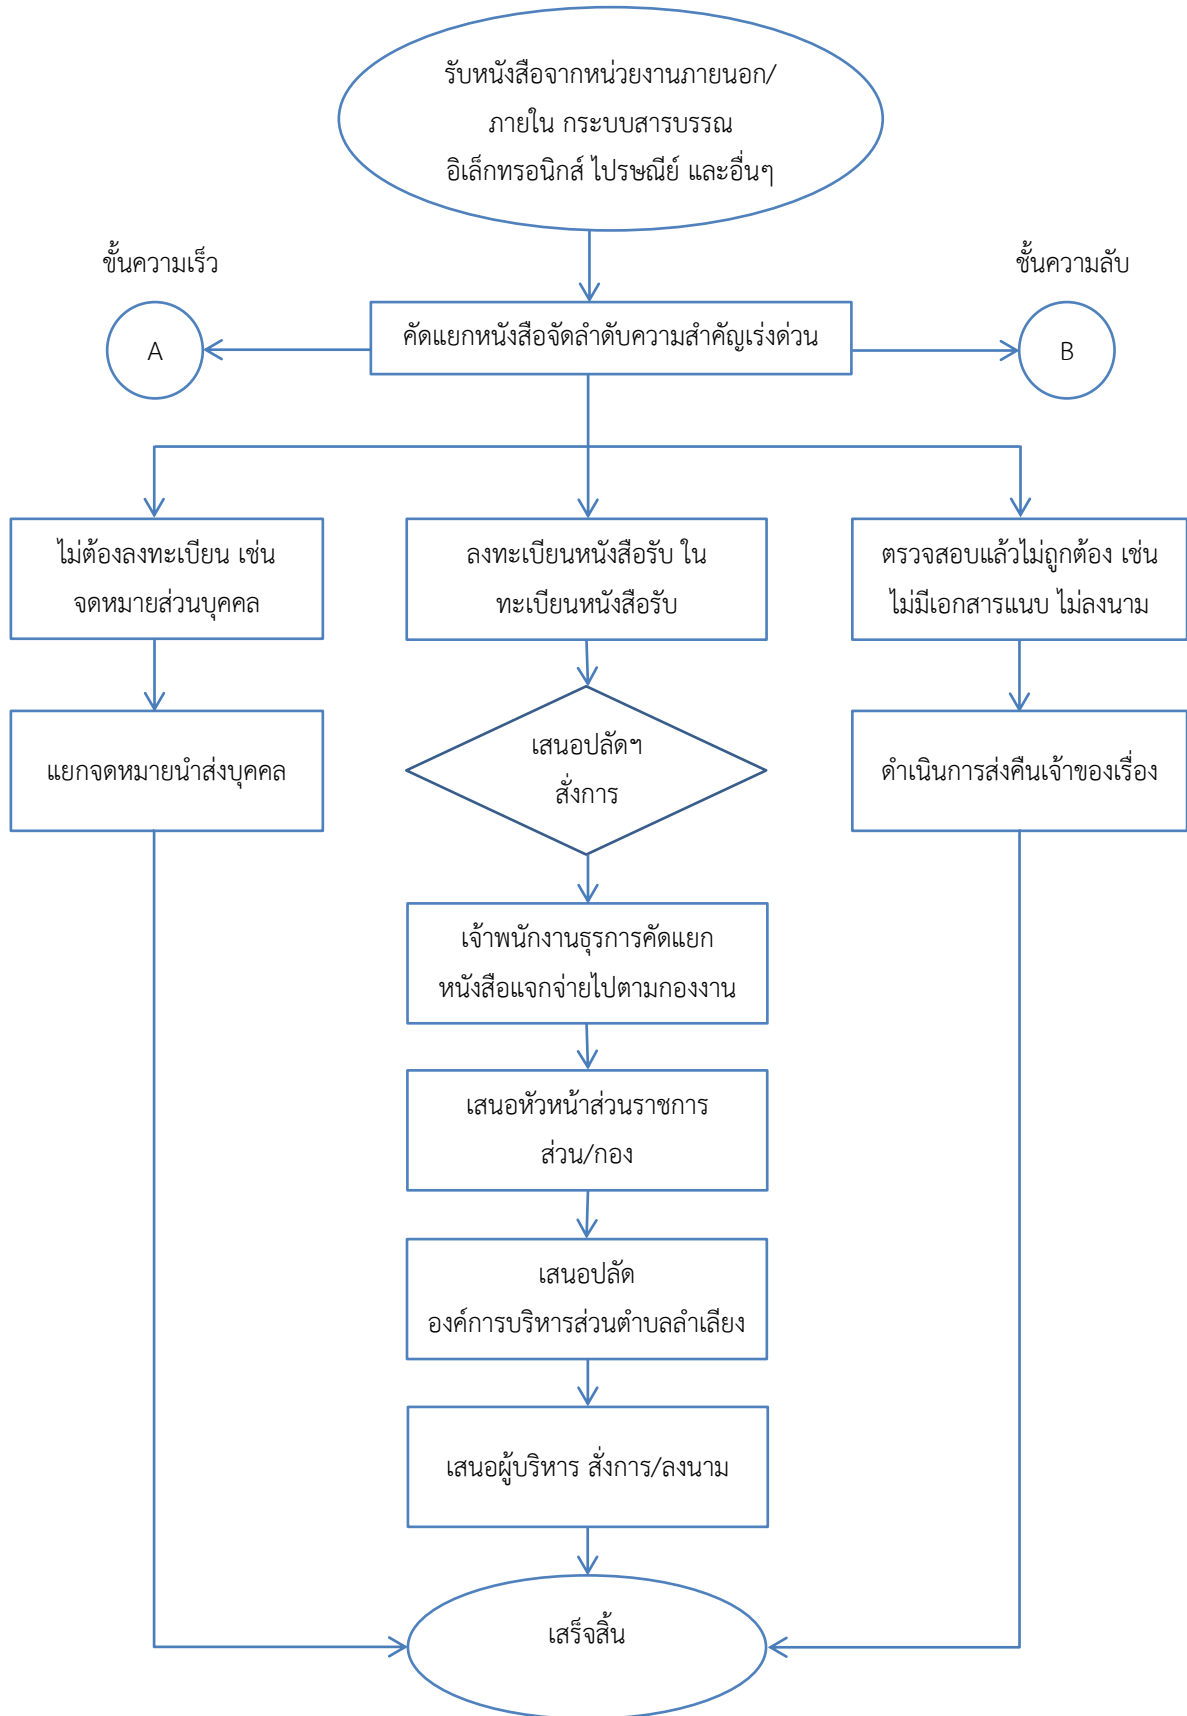 รับหนังสือจากหน่วยงานภายนอก/
ภายใน กระบบสารบรรณ
อิเล็กทรอนิกส์ ไปรษณีย์ และอื่นๆ
ขั้นความเร็ว
ชั้นความลับ
A
คัดแยกหนังสือจัดลำดับความสำคัญเร่งด่วน
B
ไม่ต้องลงทะเบียน เช่น
จดหมายส่วนบุคคล
ลงทะเบียนหนังสือรับ ใน
ทะเบียนหนังสือรับ
ตรวจสอบแล้วไม่ถูกต้อง เช่น
ไม่มีเอกสารแนบ ไม่ลงนาม
แยกจดหมายนำส่งบุคคล
เสนอปลัดฯ
สั่งการ
ดำเนินการส่งคืนเจ้าของเรื่อง
เจ้าพนักงานธุรการคัดแยก
หนังสือแจกจ่ายไปตามกองงาน
เสนอหัวหน้าส่วนราชการ
ส่วน/กอง
เสนอปลัด
องค์การบริหารส่วนตำบลลำเลียง
เสนอผู้บริหาร สั่งการ/ลงนาม
เสร็จสิ้น